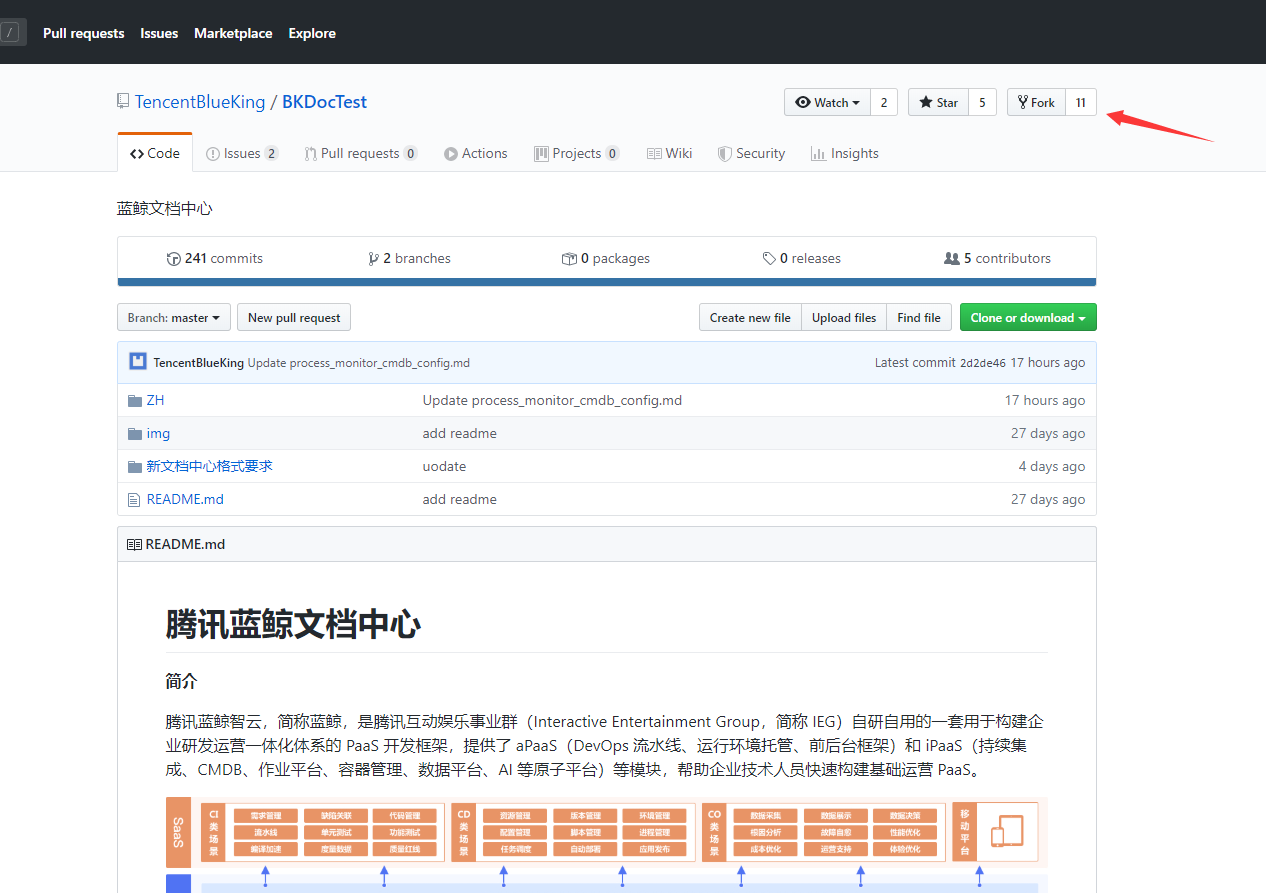 / Pull requests Issues Marketplace Explore
TencentBlueKing / BKDocTest Watch 2 Star 5 Fork 11
Code Issues 2 Pull requests 0 Actions Projects 0 Wiki Security Insights
蓝鲸文档中心
241 commits 2 branches 0 packages 0 releases 5 contributors
Branch: master New pull request Create new file Upload files Find file Clone or download
TencentBlueKing Update process_monitor_cmdb_config.md Latest commit 2d2de46 17 hours ago
ZH Update process_monitor_cmdb_config.md 17 hours ago
img add readme 27 days ago
新文档中心格式要求 uodate 4 days ago
README.md add readme 27 days ago
README.md
腾讯蓝鲸文档中心
简介
腾讯蓝鲸智云，简称蓝鲸，是腾讯互动娱乐事业群（Interactive Entertainment Group，简称 IEG）自研自用的一套用于构建企
业研发运营一体化体系的 PaaS 开发框架，提供了 aPaaS（DevOps 流水线、运行环境托管、前后台框架）和 iPaaS（持续集
成、CMDB、作业平台、容器管理、数据平台、AI 等原子平台）等模块，帮助企业技术人员快速构建基础运营 PaaS。
SaaS
CI类场景
需求管理 缺陷关联 代码管理
流水线 单元测试 功能测试
编译加速 度量数据 质量红线
CD类场景
资源管理 版本管理 环境管理
配置管理 脚本管理 进程管理
任务调度 自动部署 应用发布
CO类场景
数据采集 数据展示 数据决策
根因分析 故障自愈 性能优化
成本优化 运营支持 体验优化
移动平台